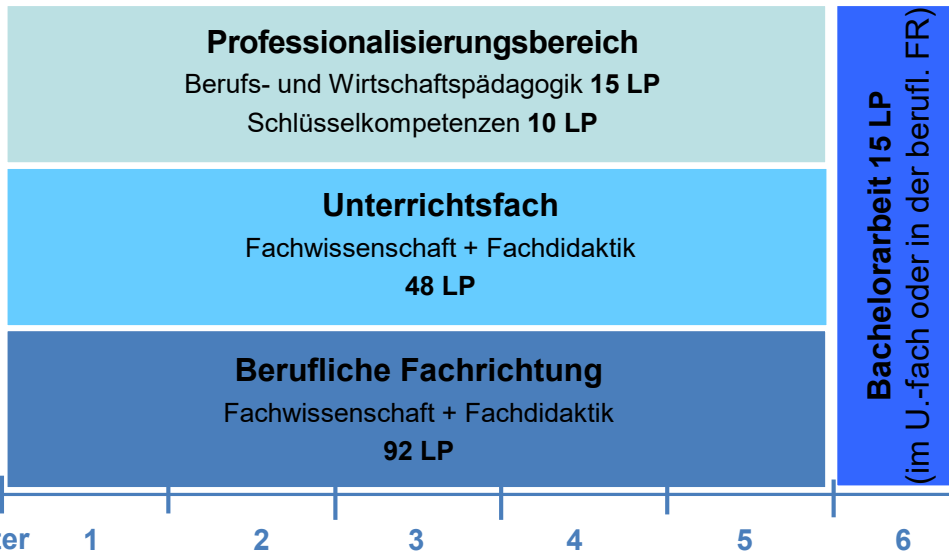 Professionalisierungsbereich
Berufs- und Wirtschaftspädagogik 15 LP
Schlüsselkompetenzen 10 LP
Unterrichtsfach
Fachwissenschaft + Fachdidaktik
48 LP
Berufliche Fachrichtung
Fachwissenschaft + Fachdidaktik
92 LP
Bachelorarbeit 15 LP
(im U.-fach oder in der berufl. FR)
ter 1 2 3 4 5 6